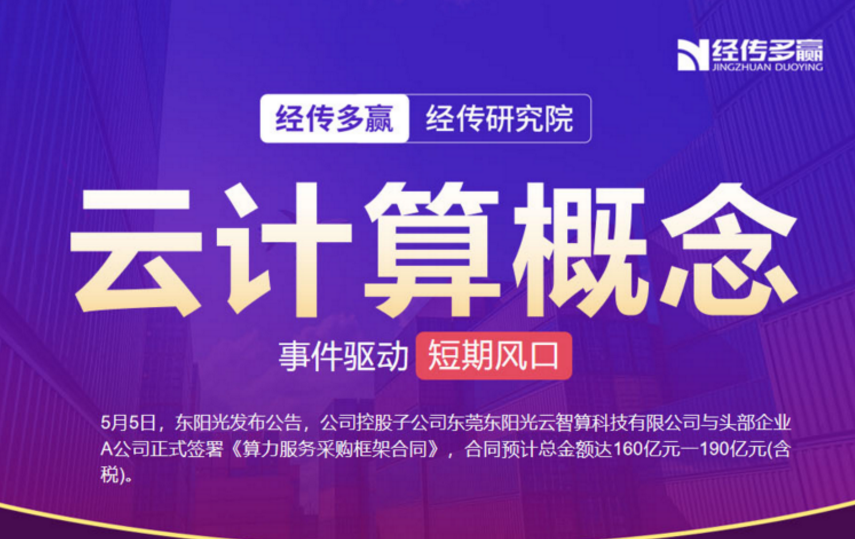 经传多赢
JINGZHUAN DUOYING
经传多赢 经传研究院
云计算概念
事件驱动 短期风口
5月5日，东阳光发布公告，公司控股子公司东莞东阳光云智算科技有限公司与头部企业
A公司正式签署《算力服务采购框架合同》，合同预计总金额达160亿元—190亿元(含
税)。